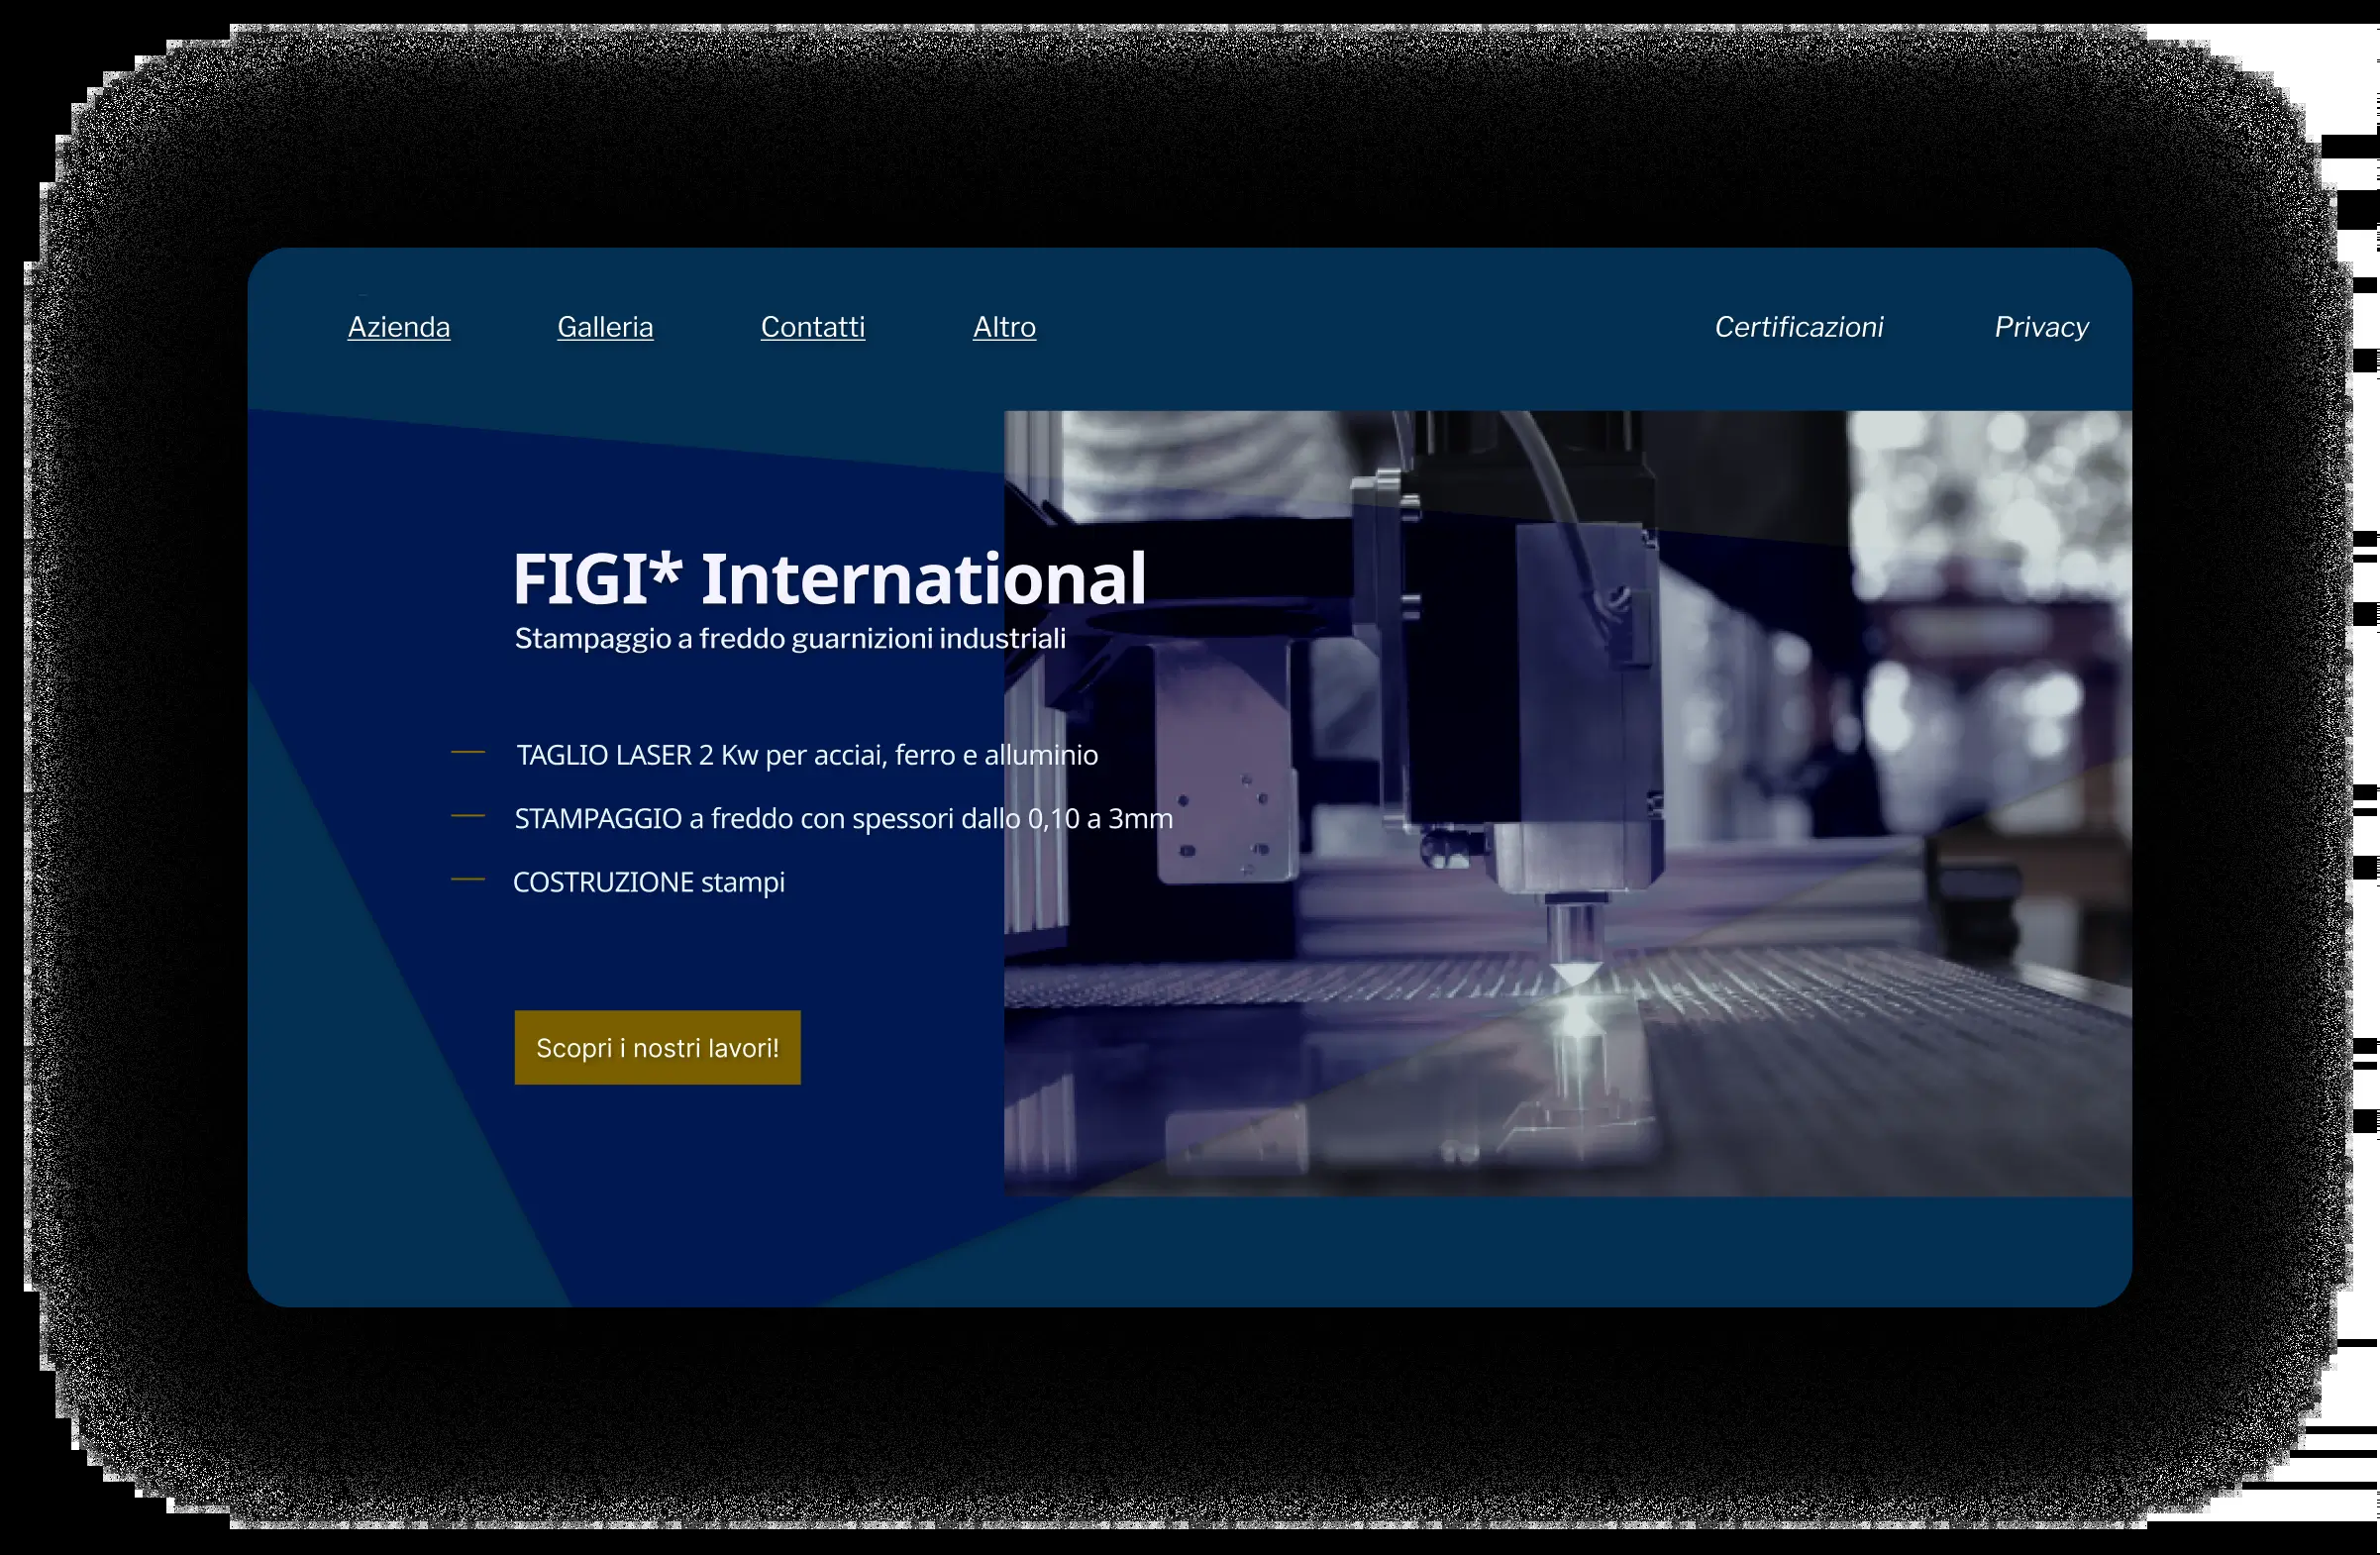 Azienda Galleria Contatti Altro Certificazioni Privacy
FIGI* International
Stampaggio a freddo guarnizioni industriali
TAGLIO LASER 2 Kw per acciai, ferro e alluminio
STAMPAGGIO a freddo con spessori dallo 0,10 a 3mm
COSTRUZIONE stampi
Scopri i nostri lavori!